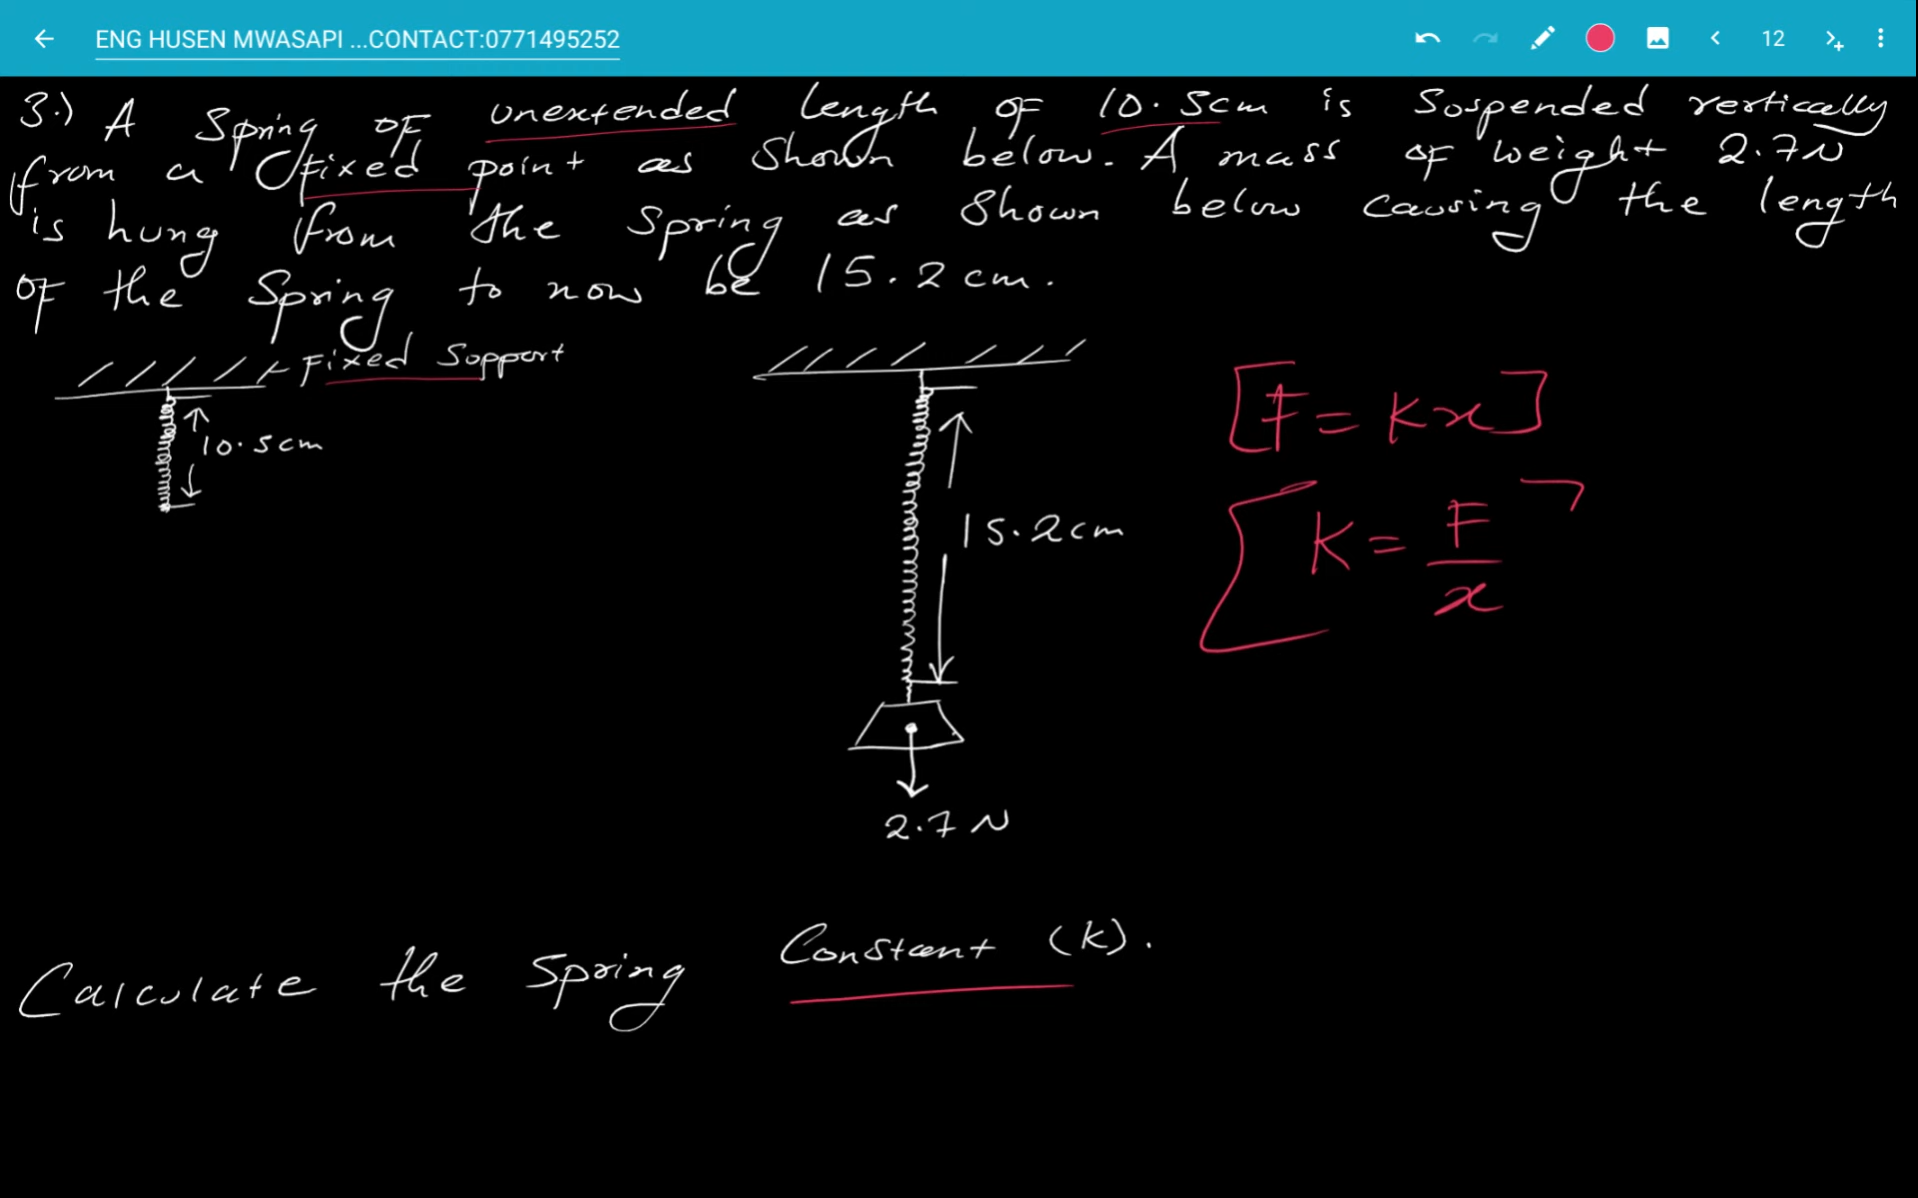 ENG HUSEN MWASAPI ...CONTACT:0771495252
12
3.) A Spring OF unextended length OF 10.5cm is Suspended vertically
from a fixed point as Shown below. A mass OF weight 2.7N
is hung from the Spring as Shown below causing the length
OF the Spring to now be 15.2cm.
Fixed Support
10.5cm
15.2cm
2.7 N
[F = Kx]
[K = F/x]
Calculate the Spring Constant (K).